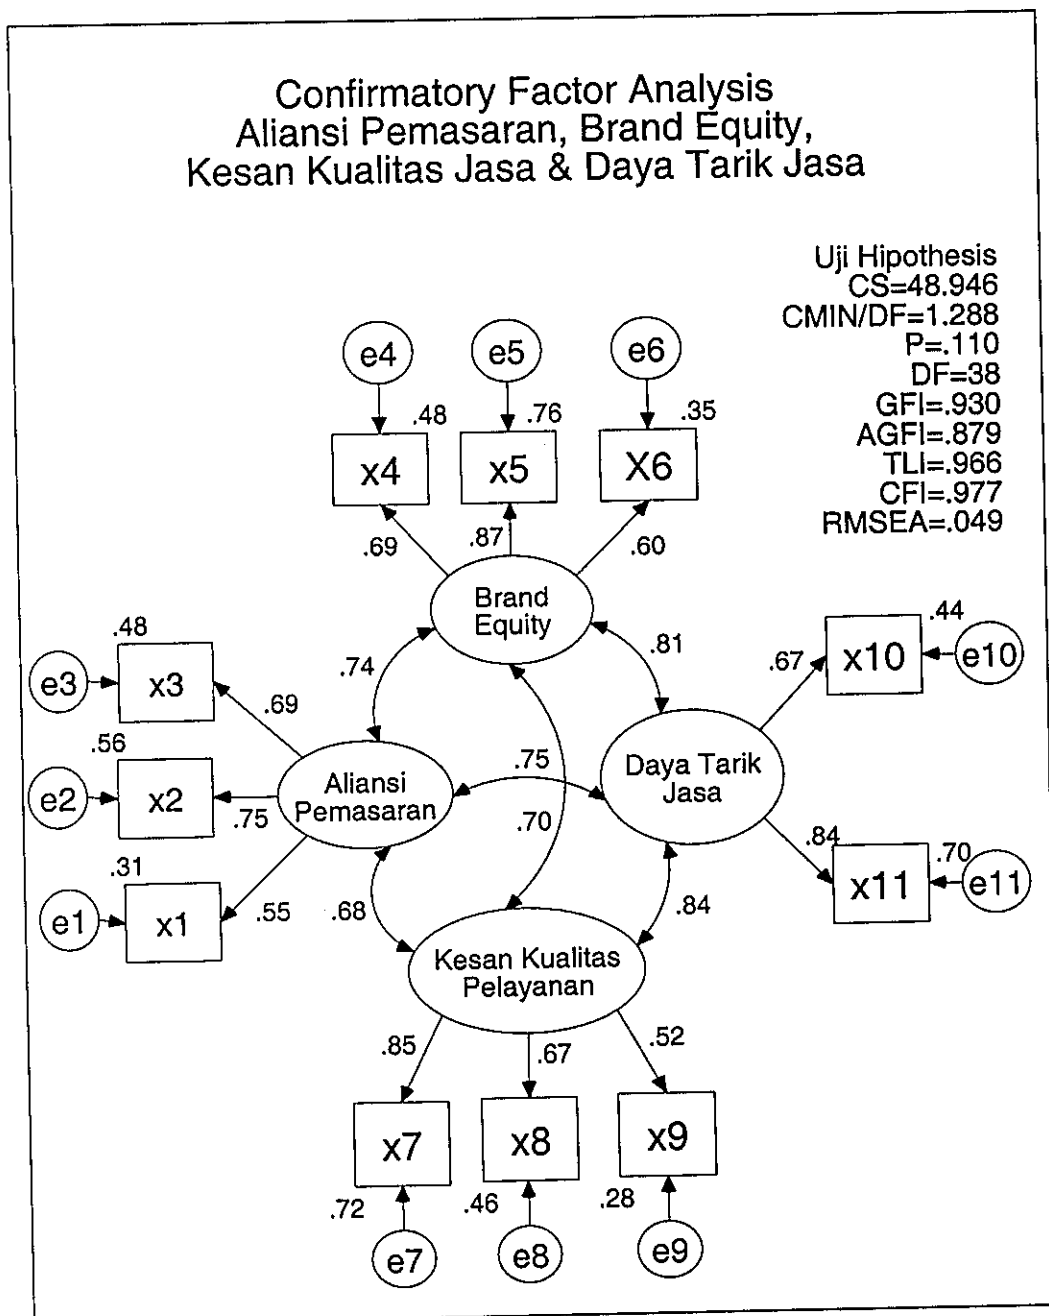 Confirmatory Factor Analysis
Aliansi Pemasaran, Brand Equity,
Kesan Kualitas Jasa & Daya Tarik Jasa
Uji Hipothesis
CS=48.946
CMIN/DF=1.288
P=.110
DF=38
GFI=.930
AGFI=.879
TLI=.966
CFI=.977
RMSEA=.049
e4
e5
e6
.48
.76
.35
x4
x5
X6
.69
.87
.60
Brand
Equity
.48
e3
x3
.69
.74
.81
.67
x10
.44
e10
.56
e2
x2
.75
Aliansi
Pemasaran
.75
.70
Daya Tarik
Jasa
.31
e1
x1
.55
.68
.84
.84
x11
.70
e11
Kesan Kualitas
Pelayanan
.85
.67
.52
x7
x8
x9
.72
.46
.28
e7
e8
e9